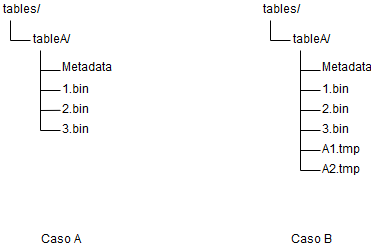 tables/
tableA/
Metadata
1.bin
2.bin
3.bin
Caso A
tables/
tableA/
Metadata
1.bin
2.bin
3.bin
A1.tmp
A2.tmp
Caso B